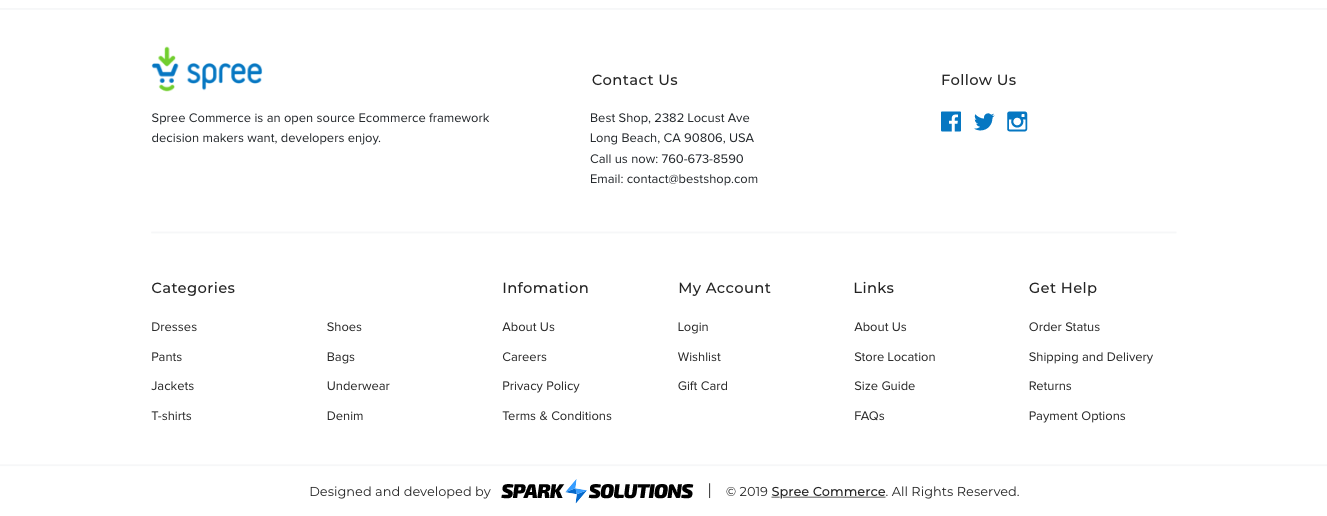 spree
Spree Commerce is an open source Ecommerce framework
decision makers want, developers enjoy.
Contact Us
Best Shop, 2382 Locust Ave
Long Beach, CA 90806, USA
Call us now: 760-673-8590
Email: contact@bestshop.com
Follow Us
Categories
Dresses
Pants
Jackets
T-shirts
Shoes
Bags
Underwear
Denim
Infomation
About Us
Careers
Privacy Policy
Terms & Conditions
My Account
Login
Wishlist
Gift Card
Links
About Us
Store Location
Size Guide
FAQs
Get Help
Order Status
Shipping and Delivery
Returns
Payment Options
Designed and developed by SPARK SOLUTIONS | © 2019 Spree Commerce. All Rights Reserved.